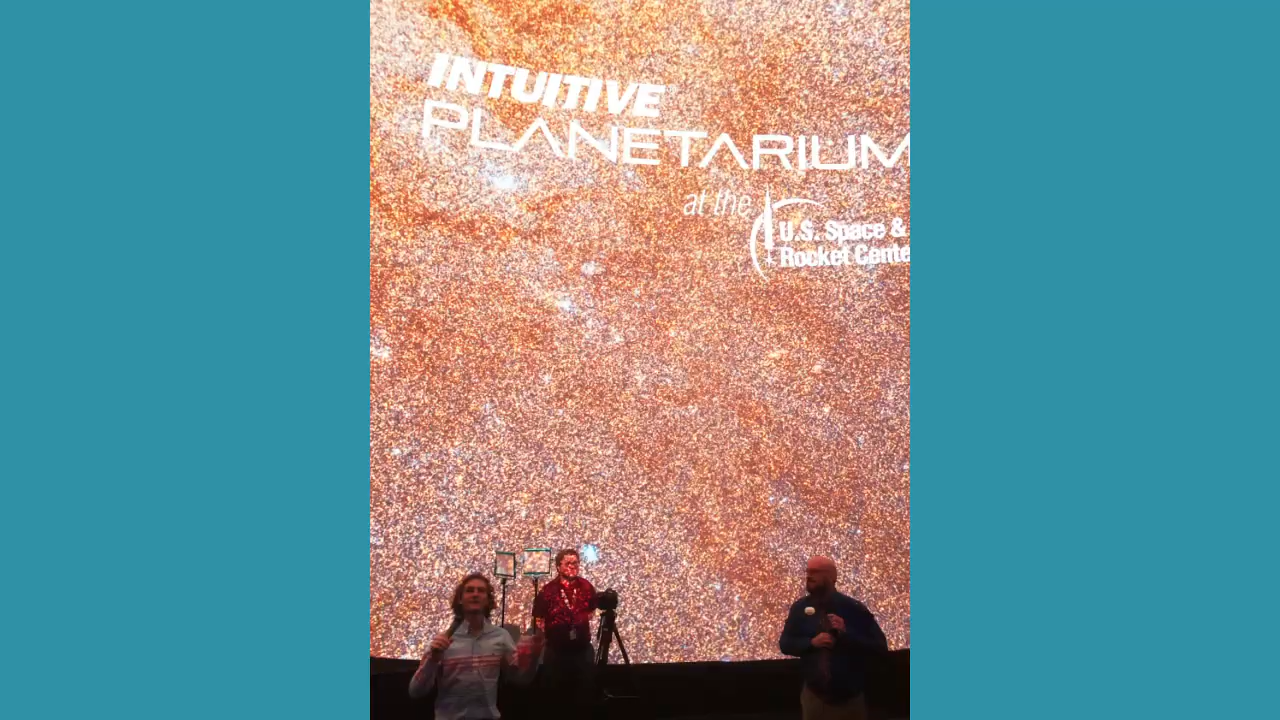 INTUITIVE
PLANETARIUM
at the
U.S. Space &
Rocket Cente